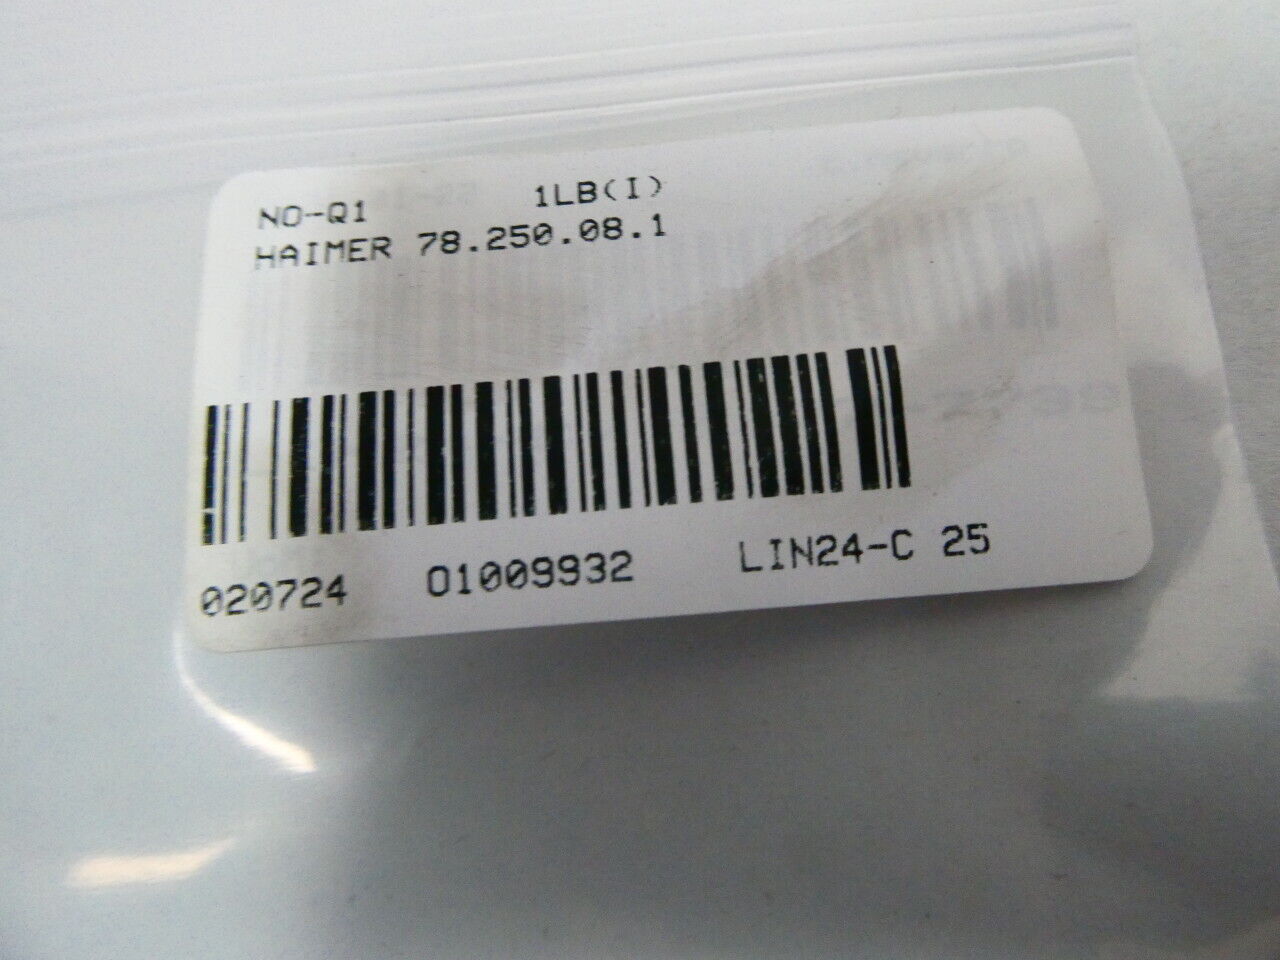 NO-Q1 1LB(I)
HAIMER 78.250.08.1
020724 01009932 LIN24-C 25